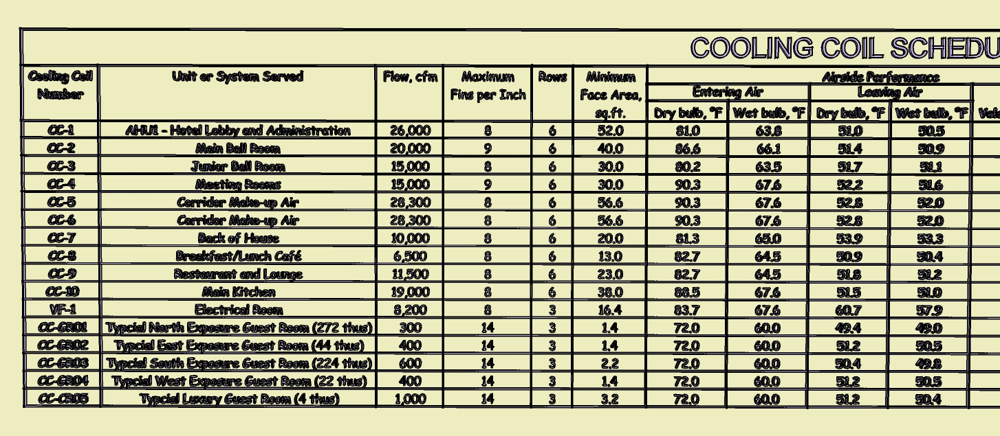 COOLING COIL SCHEDU
Cooling Coil Number Unit or System Served Flow, cfm Maximum Fins per Inch Rows Minimum Face Area, sq.ft. Airside Performance
Entering Air Leaving Air
Dry bulb, °F Wet bulb, °F Dry bulb, °F Wet bulb, °F
CC-1 AHU1 - Hotel Lobby and Administration 26,000 8 6 52.0 81.0 63.8 51.0 50.5
CC-2 Main Ball Room 20,000 9 6 40.0 86.6 66.1 51.4 50.9
CC-3 Junior Ball Room 15,000 8 6 30.0 80.2 63.5 51.7 51.1
CC-4 Meeting Rooms 15,000 9 6 30.0 90.3 67.6 52.2 51.6
CC-5 Corridor Make-up Air 28,300 8 6 56.6 90.3 67.6 52.8 52.0
CC-6 Corridor Make-up Air 28,300 8 6 56.6 90.3 67.6 52.8 52.0
CC-7 Back of House 10,000 8 6 20.0 81.3 65.0 53.9 53.3
CC-8 Breakfast/Lunch Café 6,500 8 6 13.0 82.7 64.5 50.9 50.4
CC-9 Restaurant and Lounge 11,500 8 6 23.0 82.7 64.5 51.8 51.2
CC-10 Main Kitchen 19,000 8 6 38.0 88.5 67.6 51.5 51.0
VF-1 Electrical Room 8,200 8 3 16.4 83.7 67.6 60.7 57.9
CC-GR01 Typcial North Exposure Guest Room (272 thus) 300 14 3 1.4 72.0 60.0 49.4 49.0
CC-GR02 Typcial East Exposure Guest Room (44 thus) 400 14 3 1.4 72.0 60.0 51.2 50.5
CC-GR03 Typcial South Exposure Guest Room (224 thus) 600 14 3 2.2 72.0 60.0 50.4 49.8
CC-GR04 Typcial West Exposure Guest Room (22 thus) 400 14 3 1.4 72.0 60.0 51.2 50.5
CC-CR05 Typcial Luxury Guest Room (4 thus) 1,000 14 3 3.2 72.0 60.0 51.2 50.4